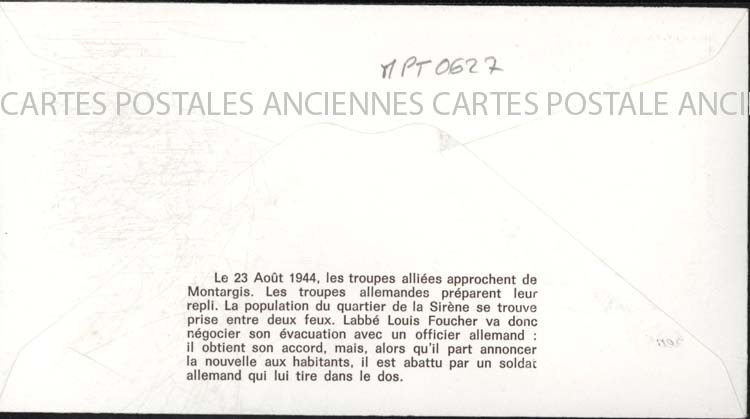 MPT0627
CARTES POSTALES ANCIENNES CARTES POSTALE ANCI
Le 23 Août 1944, les troupes alliées approchent de
Montargis. Les troupes allemandes préparent leur
repli. La population du quartier de la Sirène se trouve
prise entre deux feux. Labbé Louis Foucher va donc
négocier son évacuation avec un officier allemand :
il obtient son accord, mais, alors qu'il part annoncer
la nouvelle aux habitants, il est abattu par un soldat
allemand qui lui tire dans le dos.